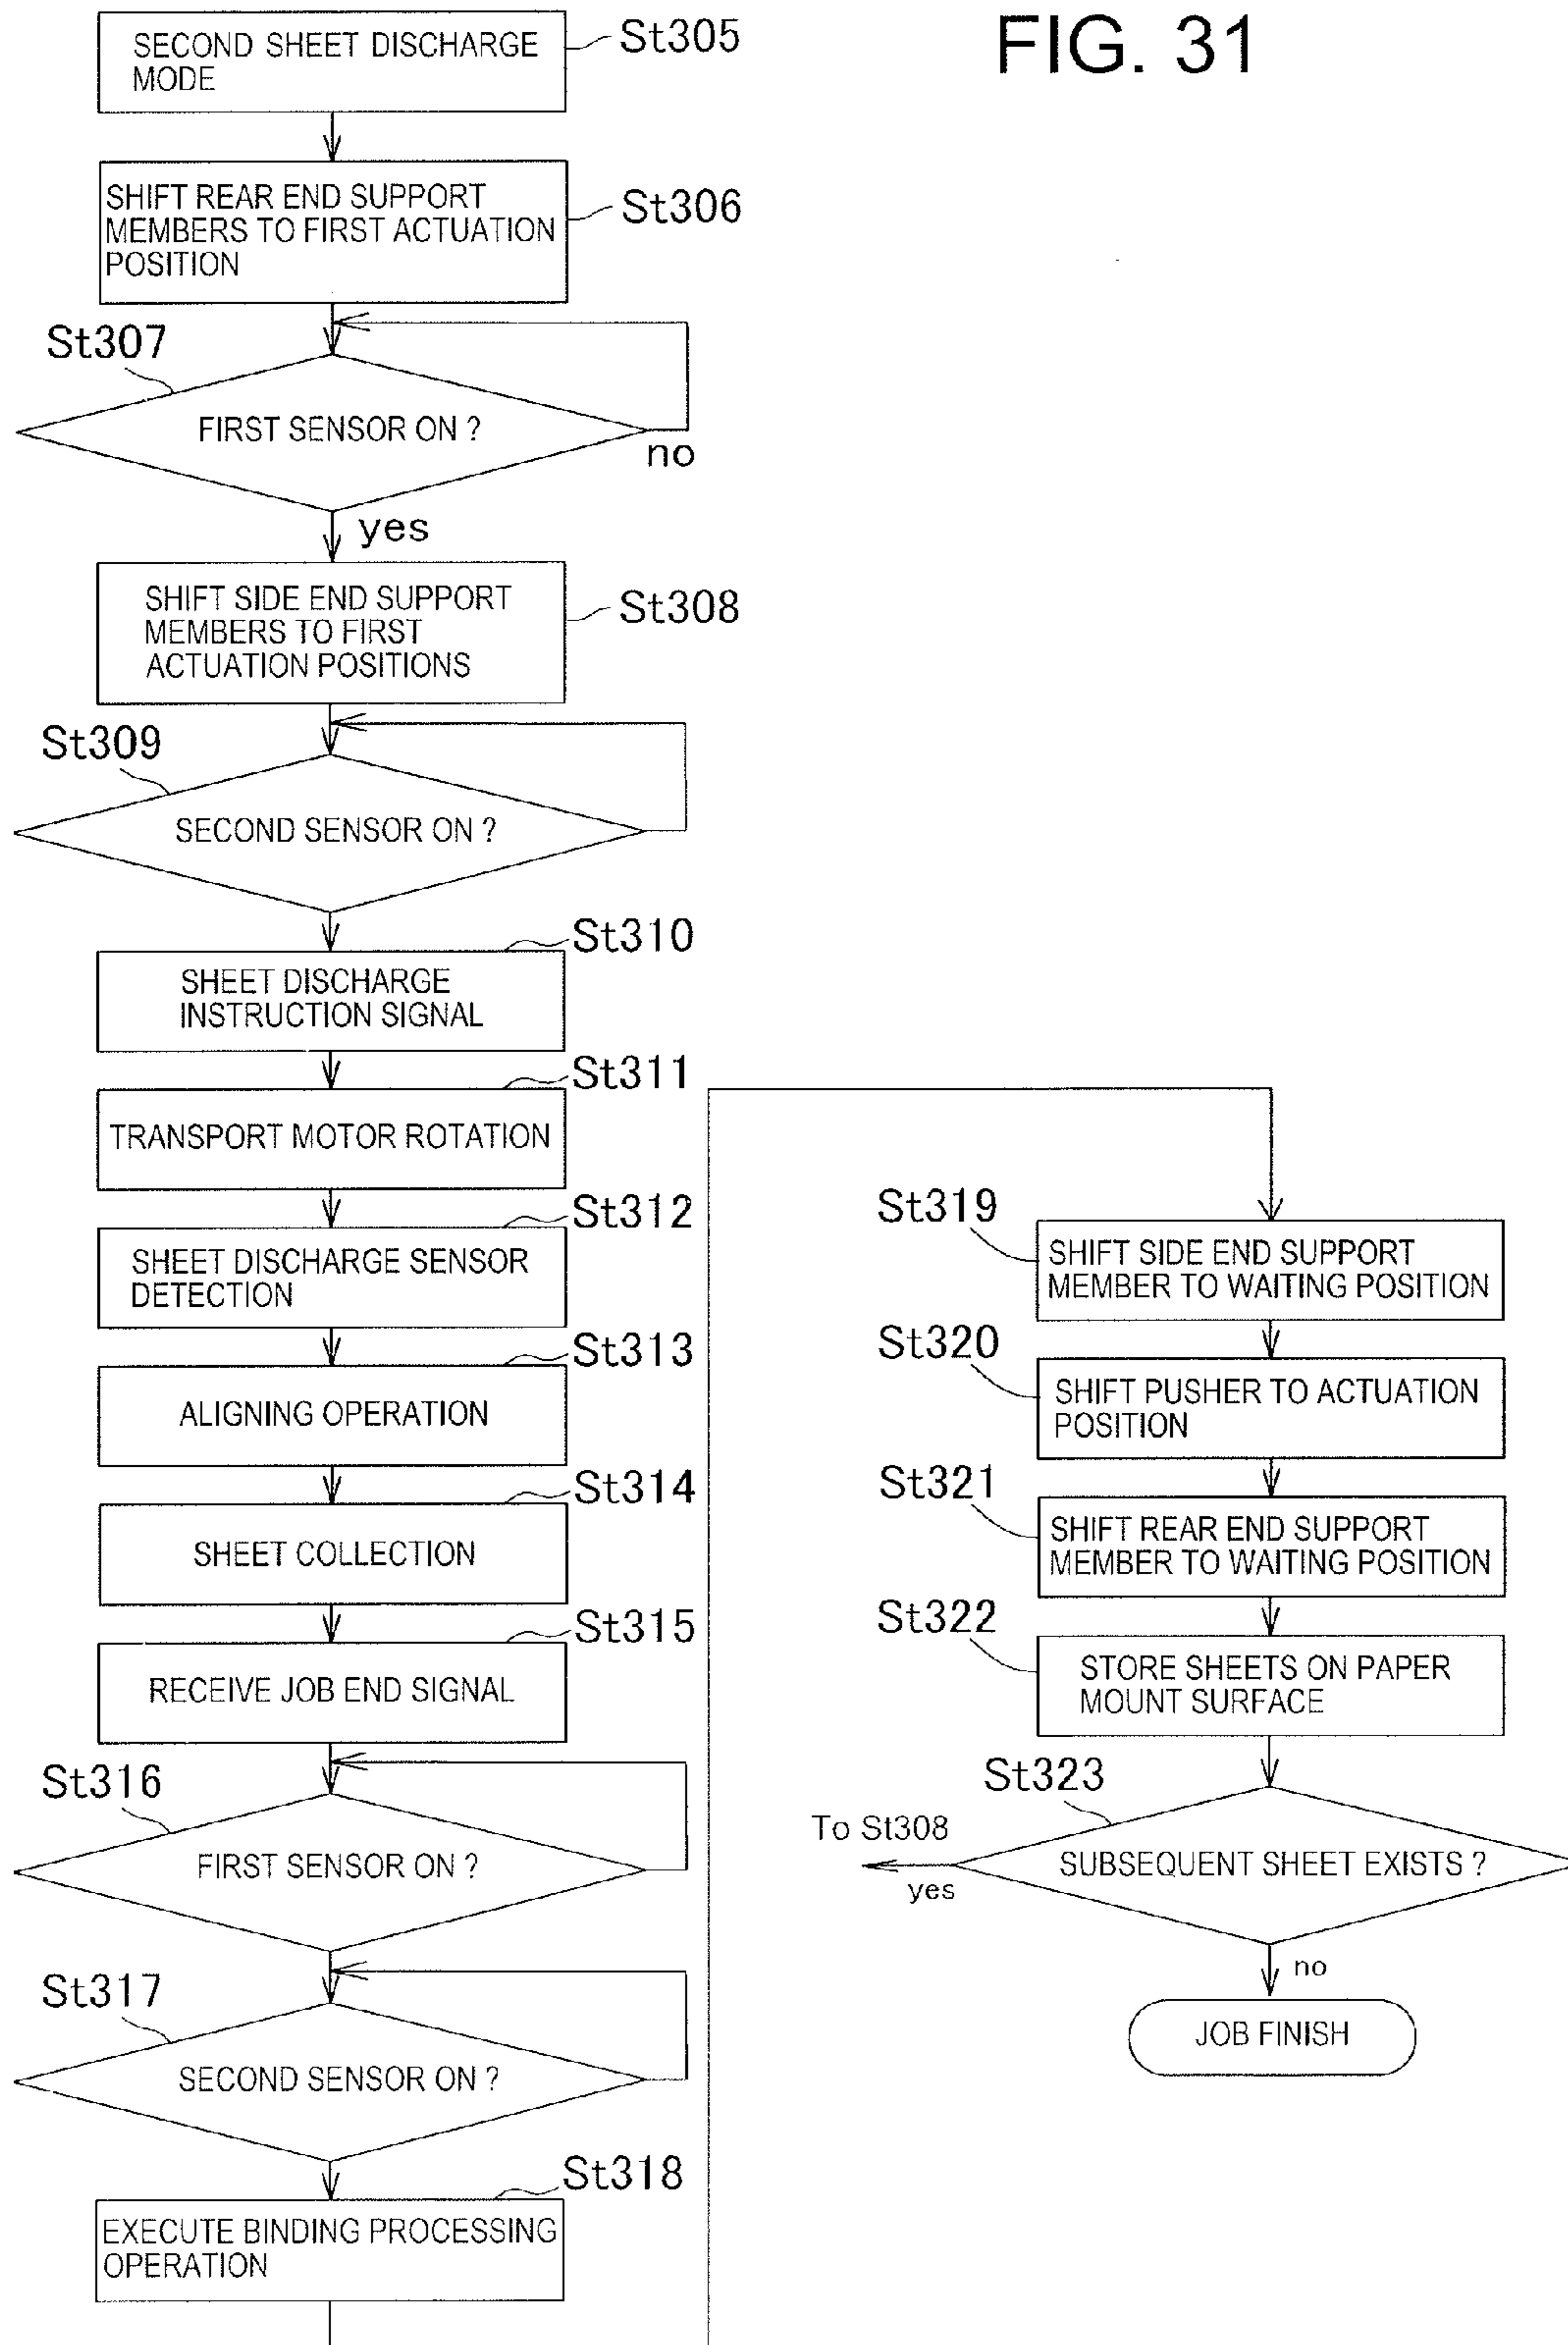 FIG. 31
St305
SECOND SHEET DISCHARGE
MODE
St306
SHIFT REAR END SUPPORT
MEMBERS TO FIRST ACTUATION
POSITION
St307
FIRST SENSOR ON ?
no
yes
St308
SHIFT SIDE END SUPPORT
MEMBERS TO FIRST
ACTUATION POSITIONS
St309
SECOND SENSOR ON ?
St310
SHEET DISCHARGE
INSTRUCTION SIGNAL
St311
TRANSPORT MOTOR ROTATION
St312
SHEET DISCHARGE SENSOR
DETECTION
St313
ALIGNING OPERATION
St314
SHEET COLLECTION
St315
RECEIVE JOB END SIGNAL
St316
FIRST SENSOR ON ?
St317
SECOND SENSOR ON ?
St318
EXECUTE BINDING PROCESSING
OPERATION
St319
SHIFT SIDE END SUPPORT
MEMBER TO WAITING POSITION
St320
SHIFT PUSHER TO ACTUATION
POSITION
St321
SHIFT REAR END SUPPORT
MEMBER TO WAITING POSITION
St322
STORE SHEETS ON PAPER
MOUNT SURFACE
St323
To St308
SUBSEQUENT SHEET EXISTS ?
yes
no
JOB FINISH